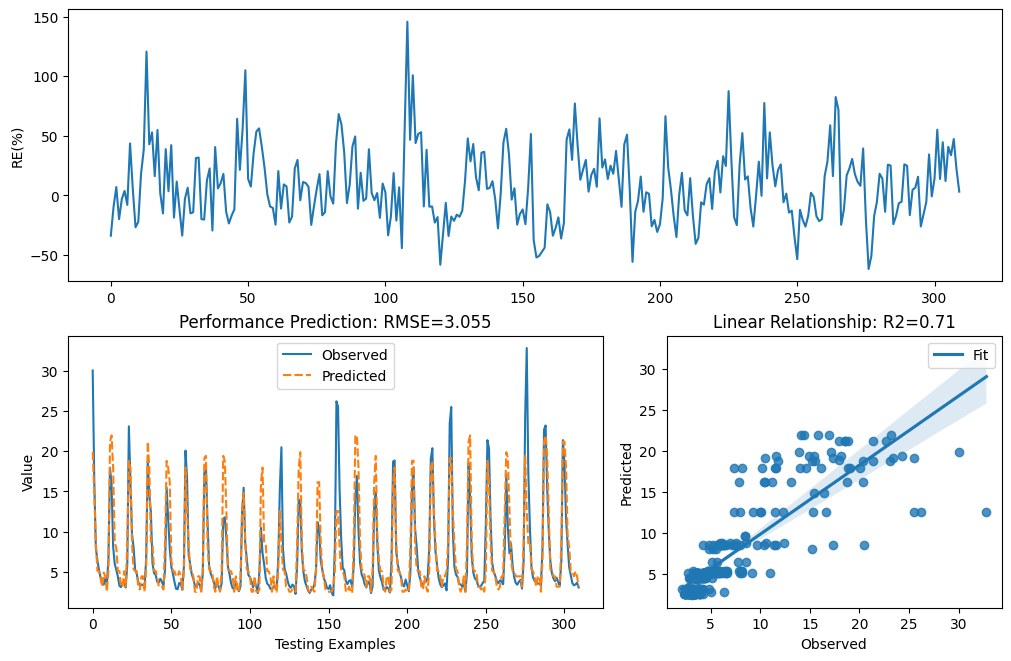 RE(%)
150
100
50
0
−50
0 50 100 150 200 250 300
Performance Prediction: RMSE=3.055
Observed
Predicted
Value
30
25
20
15
10
5
0 50 100 150 200 250 300
Testing Examples
Linear Relationship: R2=0.71
Fit
Predicted
30
25
20
15
10
5
5 10 15 20 25 30
Observed